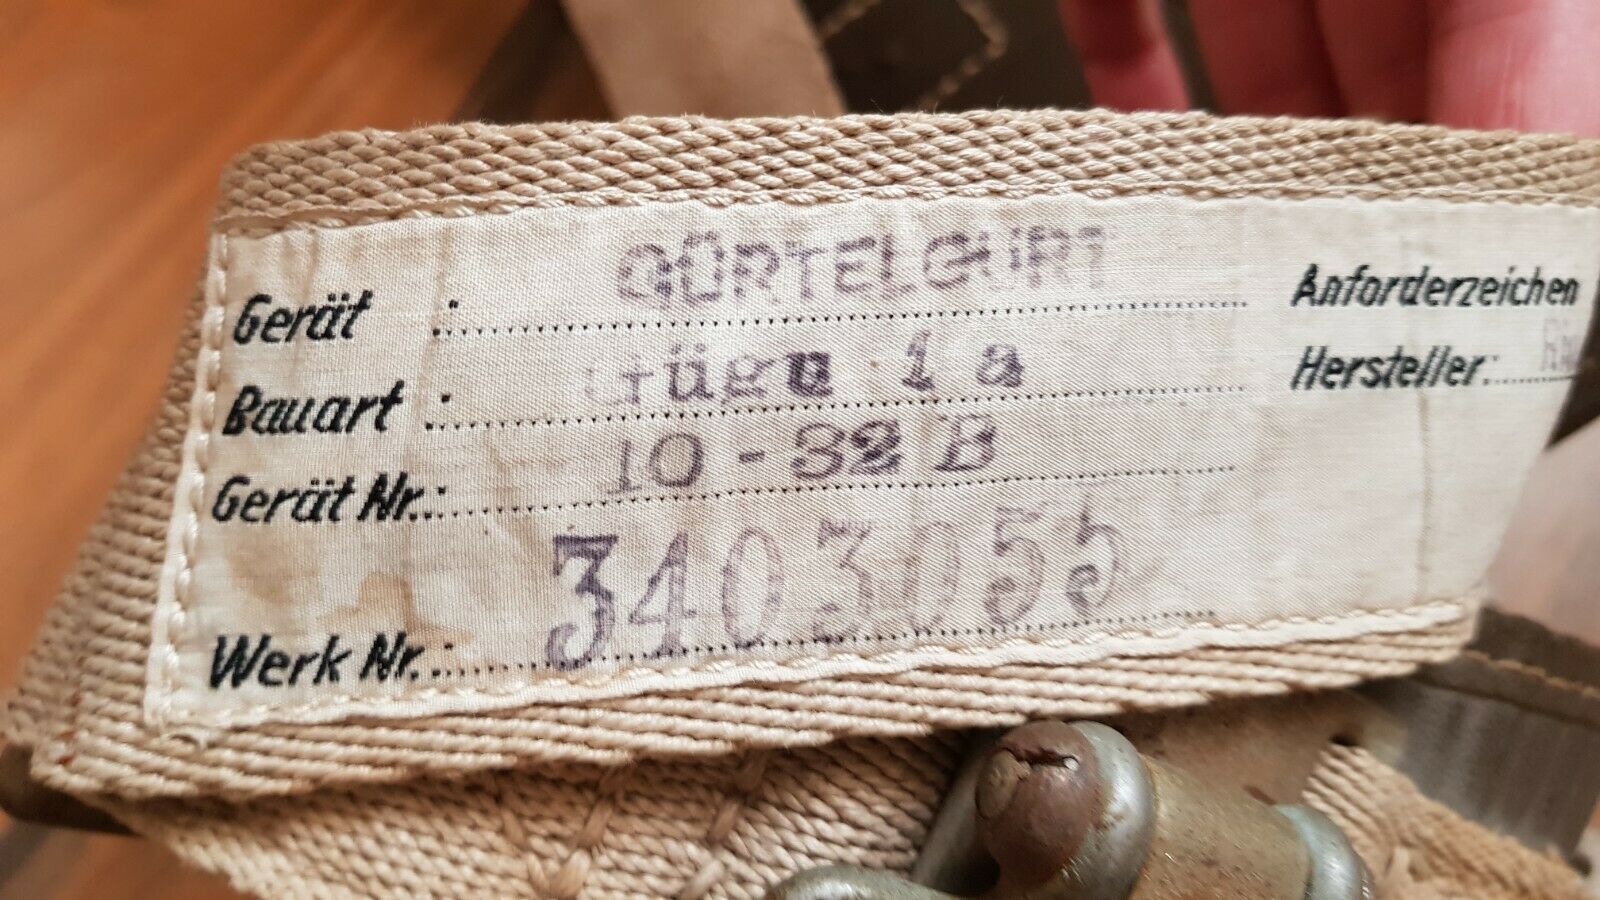 Gerät : GÜRTELGURT
Bauart : Gügu 1 a
Gerät Nr.: 10-32 B
Werk Nr.: 3403055
Anforderzeichen
Hersteller: